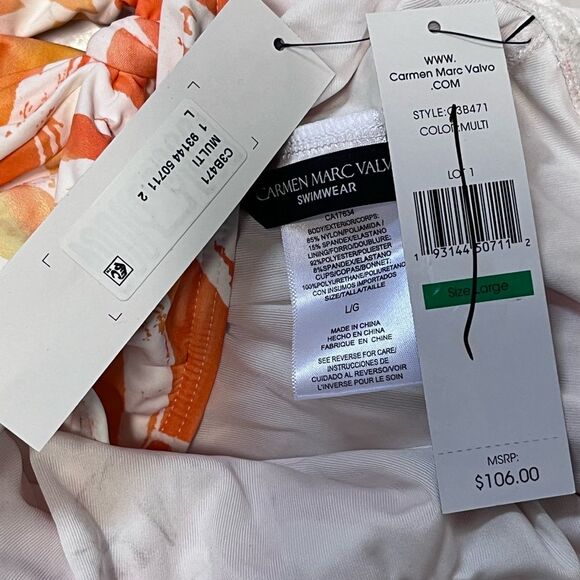 C3B471
MULTI
1 93144 50711 2
L
CARMEN MARC VALV
SWIMWEAR
CA17634
BODY/EXTERIOR/CORPS:
85% NYLON/POLIAMIDA/
15% SPANDEX/ELASTANO
LINING/FORRO/DOUBLURE:
92%POLYESTER/POLIESTER
8%SPANDEX/ELASTANO
CUPS/COPAS/BONNET:
100%POLYURETHANE/POLIURETANO
CON INSUMOS IMPORTADOS
SIZE/TALLA/TAILLE
L/G
MADE IN CHINA
HECHO EN CHINA
FABRIQUE EN CHINE
SEE REVERSE FOR CARE/
INSTRUCCIONES DE
CUIDADO AL REVERSO/VOIR
L'INVERSE POUR LE SOIN
WWW.
Carmen Marc Valvo
.COM
STYLE:C3B471
COLOR:MULTI
LOT 1
1 93144 50711 2
Size:Large
MSRP:
$106.00